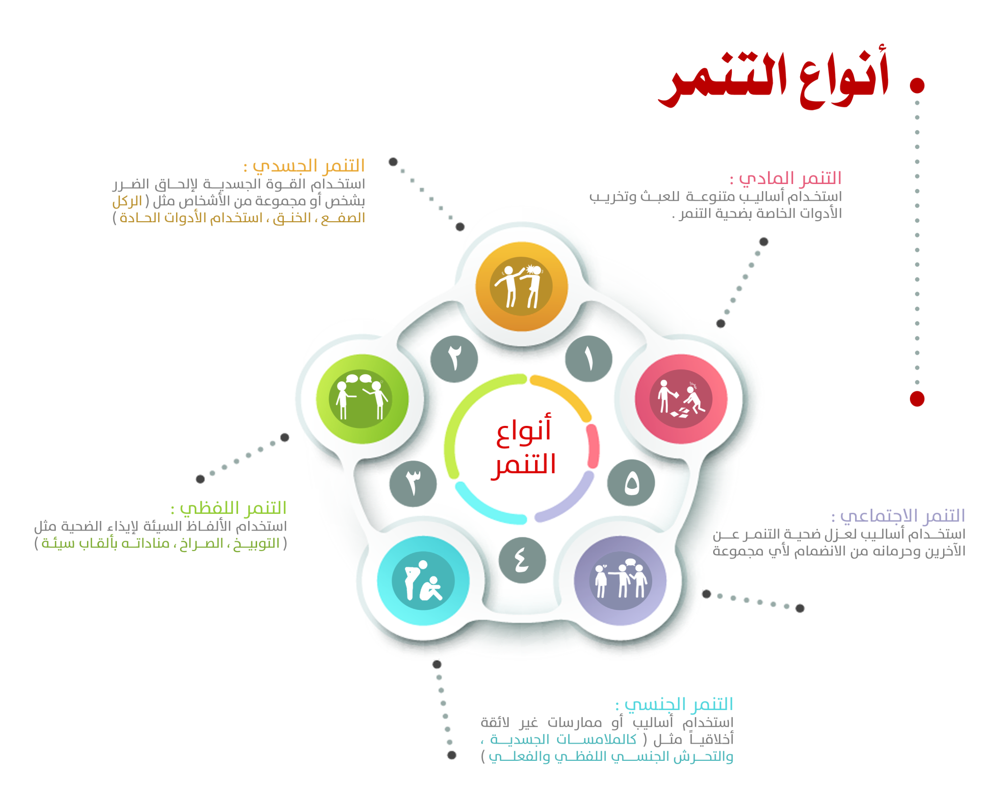 أنواع التنمر
التنمر المادي :
استخدام أساليب متنوعة للعبث وتخريب
الأدوات الخاصة بضحية التنمر .
التنمر الجسدي :
استخدام القوة الجسدية لإلحاق الضرر
بشخص أو مجموعة من الأشخاص مثل ( الركل
الصفع ، الخنق ، استخدام الأدوات الحادة )
١
٢
٣
٤
٥
أنواع
التنمر
التنمر اللفظي :
استخدام الألفاظ السيئة لإيذاء الضحية مثل
( التوبيخ ، الصراخ ، مناداته بألقاب سيئة )
التنمر الاجتماعي :
استخدام أساليب لعزل ضحية التنمر عن
الآخرين وحرمانه من الانضمام لأي مجموعة
التنمر الجنسي :
استخدام أساليب أو ممارسات غير لائقة
أخلاقياً مثل ( كالملامسات الجسدية ،
والتحرش الجنسي اللفظي والفعلي )